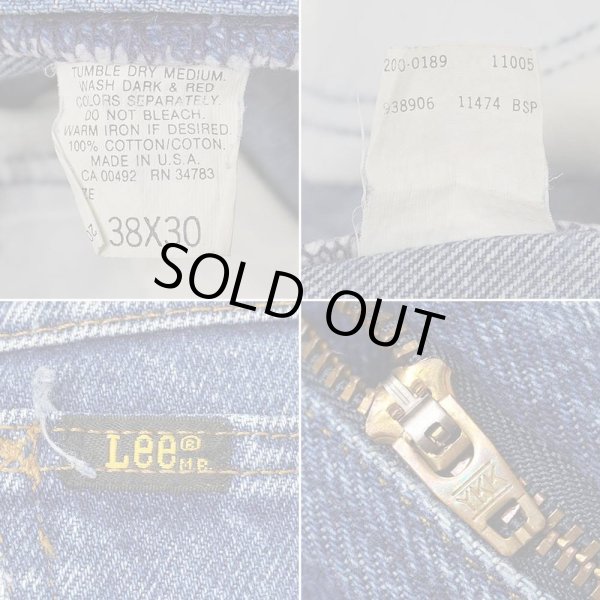 TUMBLE DRY MEDIUM.
WASH DARK & RED
COLORS SEPARATELY.
DO NOT BLEACH.
WARM IRON IF DESIRED.
100% COTTON/COTON.
MADE IN U.S.A.
CA 00492 RN 34783
38X30
200-0189 11005
938906 11474 BSP
SOLD OUT
Lee®
M.R.
YKK